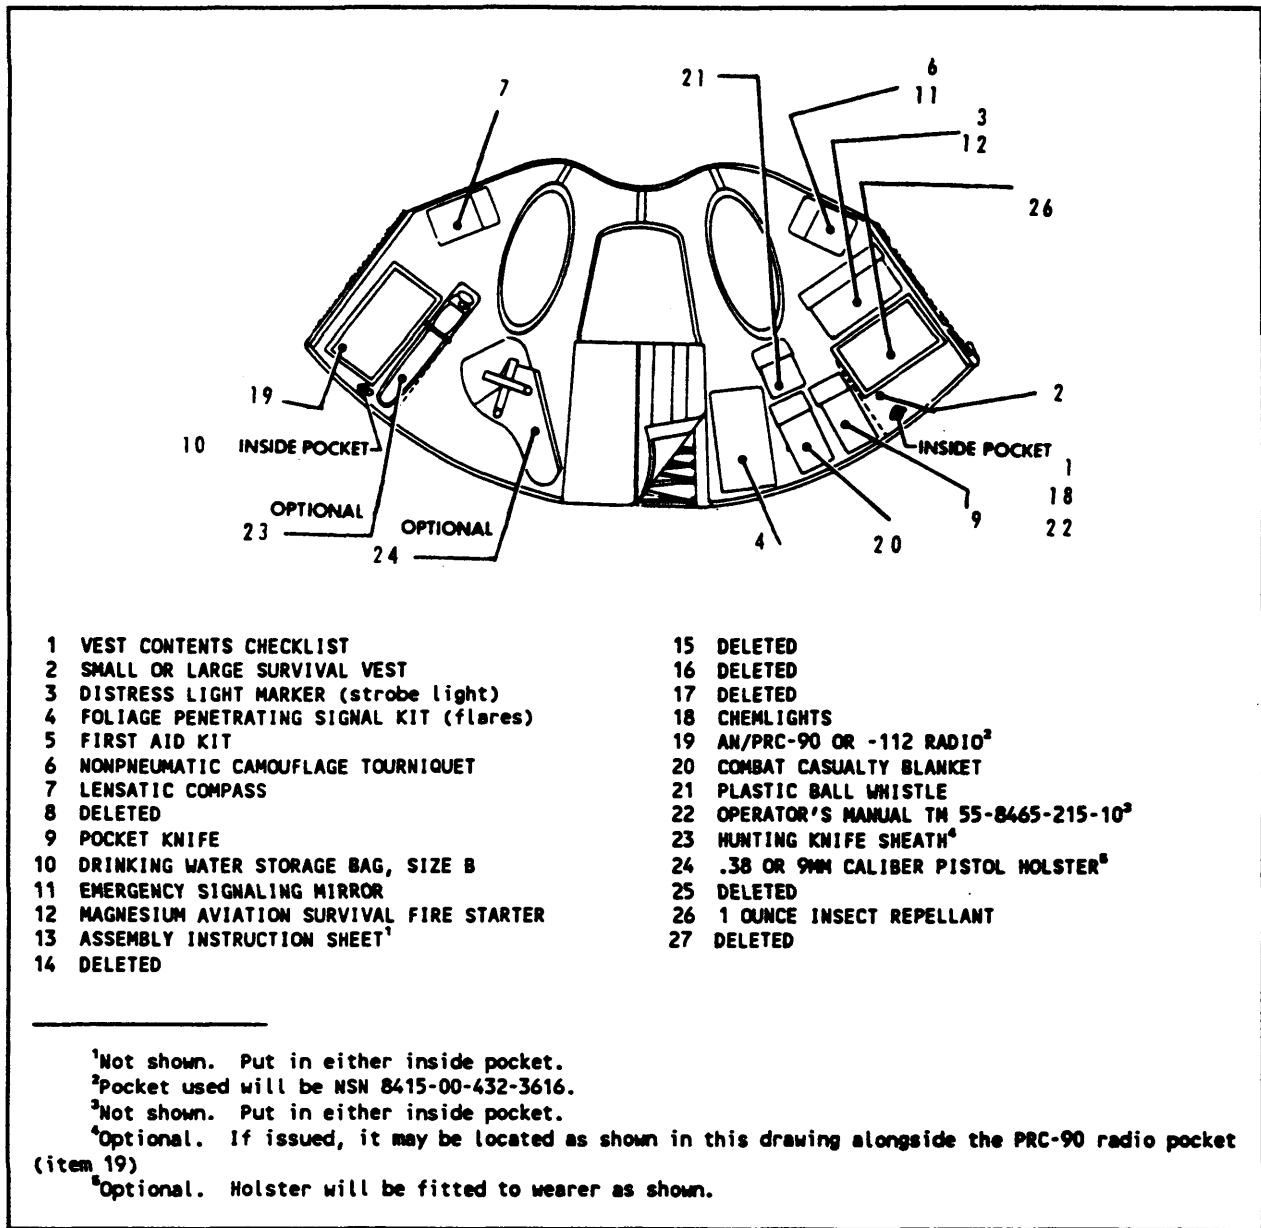 6
21
7
11
3
12
26
19
2
10 INSIDE POCKET
INSIDE POCKET
1
OPTIONAL
18
OPTIONAL
9
23
4
20
22
24
1 VEST CONTENTS CHECKLIST
2 SMALL OR LARGE SURVIVAL VEST
3 DISTRESS LIGHT MARKER (strobe light)
4 FOLIAGE PENETRATING SIGNAL KIT (flares)
5 FIRST AID KIT
6 NONPNEUMATIC CAMOUFLAGE TOURNIQUET
7 LENSATIC COMPASS
8 DELETED
9 POCKET KNIFE
10 DRINKING WATER STORAGE BAG, SIZE B
11 EMERGENCY SIGNALING MIRROR
12 MAGNESIUM AVIATION SURVIVAL FIRE STARTER
13 ASSEMBLY INSTRUCTION SHEET¹
14 DELETED
15 DELETED
16 DELETED
17 DELETED
18 CHEMLIGHTS
19 AN/PRC-90 OR -112 RADIO²
20 COMBAT CASUALTY BLANKET
21 PLASTIC BALL WHISTLE
22 OPERATOR'S MANUAL TM 55-8465-215-10³
23 HUNTING KNIFE SHEATH⁴
24 .38 OR 9MM CALIBER PISTOL HOLSTER⁵
25 DELETED
26 1 OUNCE INSECT REPELLANT
27 DELETED
¹Not shown. Put in either inside pocket.
²Pocket used will be NSN 8415-00-432-3616.
³Not shown. Put in either inside pocket.
⁴Optional. If issued, it may be located as shown in this drawing alongside the PRC-90 radio pocket
(item 19)
⁵Optional. Holster will be fitted to wearer as shown.